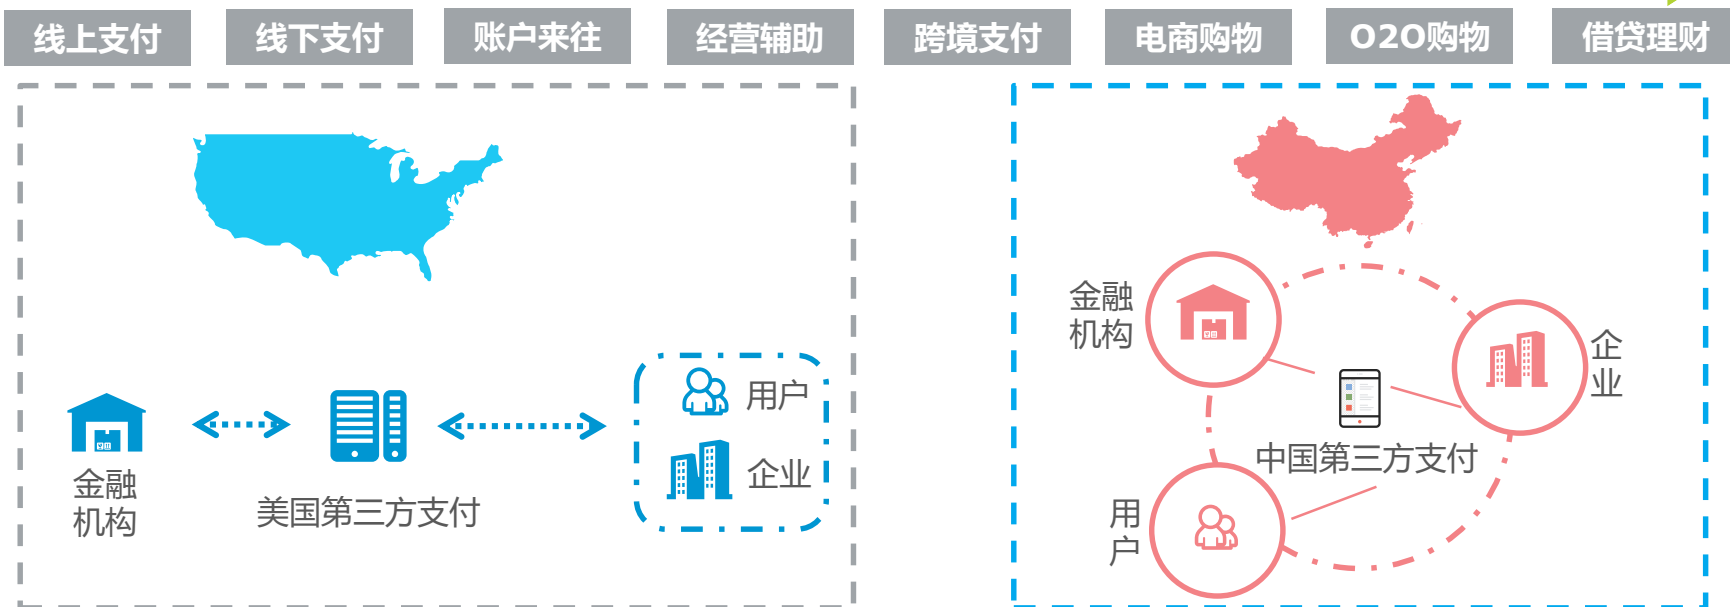 线上支付
线下支付
账户来往
经营辅助
跨境支付
电商购物
O2O购物
借贷理财
金融
机构
美国第三方支付
用户
企业
金融
机构
企
业
中国第三方支付
用
户